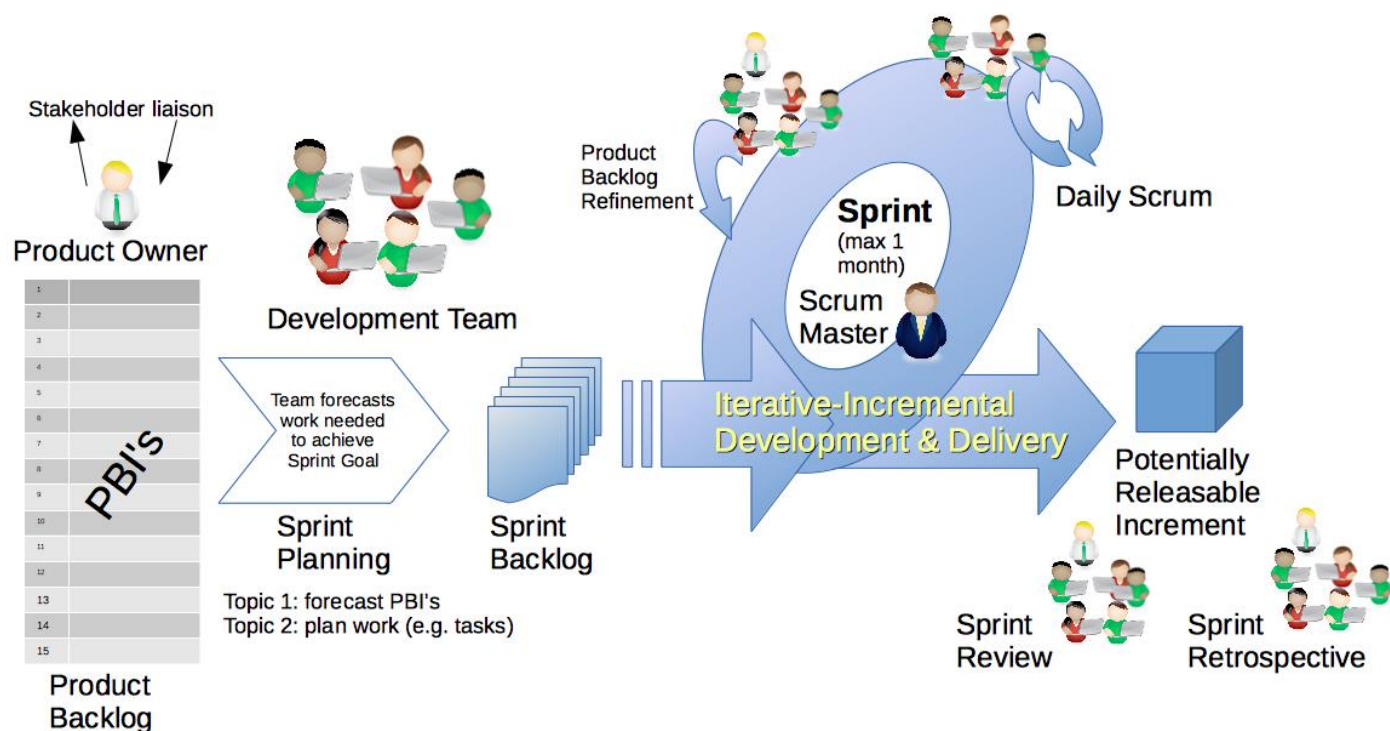 Stakeholder liaison
Product Owner
1
2
3
4
5
6
7
8
9
10
11
12
13
14
15
PBI's
Product
Backlog
Development Team
Team forecasts
work needed
to achieve
Sprint Goal
Sprint
Planning
Topic 1: forecast PBI's
Topic 2: plan work (e.g. tasks)
Sprint
Backlog
Product
Backlog
Refinement
Sprint
(max 1
month)
Scrum
Master
Daily Scrum
Iterative-Incremental
Development & Delivery
Potentially
Releasable
Increment
Sprint
Review
Sprint
Retrospective